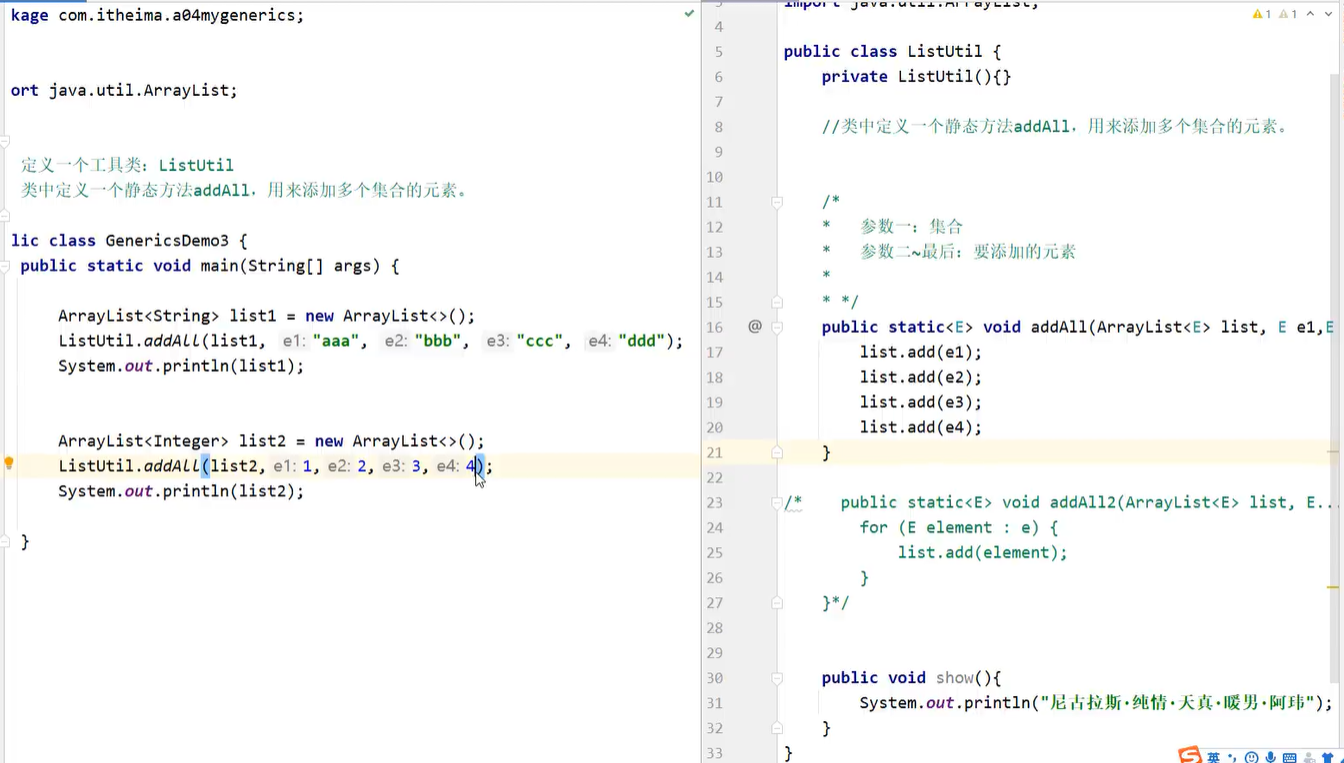 kage com.itheima.a04mygenerics;
ort java.util.ArrayList;
定义一个工具类：ListUtil
类中定义一个静态方法addAll，用来添加多个集合的元素。
lic class GenericsDemo3 {
public static void main(String[] args) {
ArrayList<String> list1 = new ArrayList<>();
ListUtil.addAll(list1, e1: "aaa", e2: "bbb", e3: "ccc", e4: "ddd");
System.out.println(list1);
ArrayList<Integer> list2 = new ArrayList<>();
ListUtil.addAll(list2, e1: 1, e2: 2, e3: 3, e4: 4);
System.out.println(list2);
}
3 import java.util.ArrayList;
4
5 public class ListUtil {
6 private ListUtil(){}
7
8 //类中定义一个静态方法addAll，用来添加多个集合的元素。
9
10
11 /*
12 * 参数一：集合
13 * 参数二~最后：要添加的元素
14 *
15 * */
16 @ public static<E> void addAll(ArrayList<E> list, E e1,E
17 list.add(e1);
18 list.add(e2);
19 list.add(e3);
20 list.add(e4);
21 }
22
23 /* public static<E> void addAll2(ArrayList<E> list, E...
24 for (E element : e) {
25 list.add(element);
26 }
27 }*/
28
29
30 public void show(){
31 System.out.println("尼古拉斯·纯情·天真·暖男·阿玮");
32 }
33 }
1 1
英